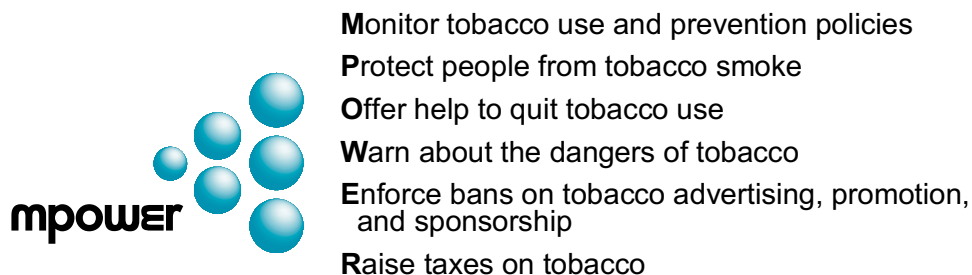 Monitor tobacco use and prevention policies
Protect people from tobacco smoke
Offer help to quit tobacco use
Warn about the dangers of tobacco
Enforce bans on tobacco advertising, promotion,
and sponsorship
Raise taxes on tobacco
mpower